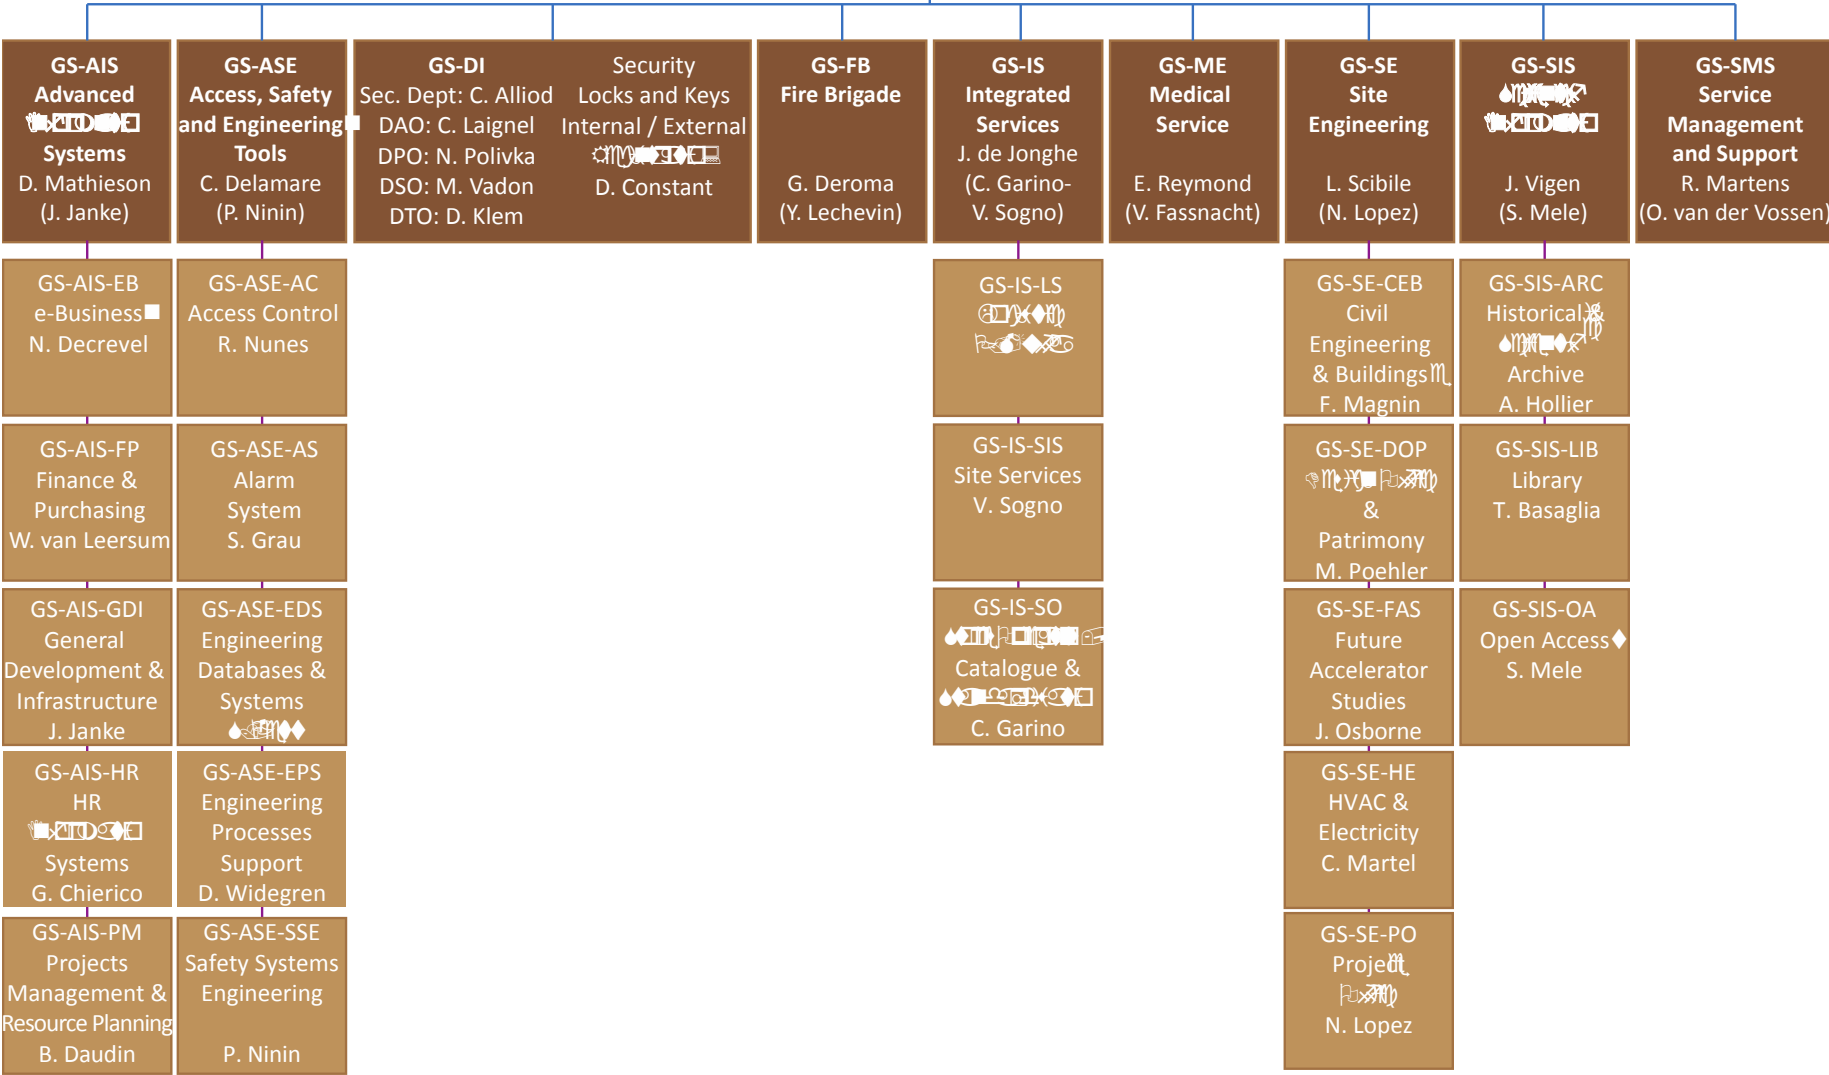 GS-AIS
Advanced
Systems
D. Mathieson
(J. Janke)
GS-ASE
Access, Safety
and Engineering
Tools
C. Delamare
(P. Ninin)
GS-DI
Sec. Dept: C. Alliod
DAO: C. Laignel
DPO: N. Polivka
DSO: M. Vadon
DTO: D. Klem
Security
Locks and Keys
Internal / External
D. Constant
GS-FB
Fire Brigade
G. Deroma
(Y. Lechevin)
GS-IS
Integrated
Services
J. de Jonghe
(C. Garino-
V. Sogno)
GS-ME
Medical
Service
E. Reymond
(V. Fassnacht)
GS-SE
Site
Engineering
L. Scibile
(N. Lopez)
GS-SIS
J. Vigen
(S. Mele)
GS-SMS
Service
Management
and Support
R. Martens
(O. van der Vossen)
GS-AIS-EB
e-Business
N. Decrevel
GS-AIS-FP
Finance &
Purchasing
W. van Leersum
GS-AIS-GDI
General
Development &
Infrastructure
J. Janke
GS-AIS-HR
HR
Systems
G. Chierico
GS-AIS-PM
Projects
Management &
Resource Planning
B. Daudin
GS-ASE-AC
Access Control
R. Nunes
GS-ASE-AS
Alarm
System
S. Grau
GS-ASE-EDS
Engineering
Databases &
Systems
GS-ASE-EPS
Engineering
Processes
Support
D. Widegren
GS-ASE-SSE
Safety Systems
Engineering
P. Ninin
GS-IS-LS
GS-IS-SIS
Site Services
V. Sogno
GS-IS-SO
Catalogue &
C. Garino
GS-SE-CEB
Civil
Engineering
& Buildings
F. Magnin
GS-SE-DOP
&
Patrimony
M. Poehler
GS-SE-FAS
Future
Accelerator
Studies
J. Osborne
GS-SE-HE
HVAC &
Electricity
C. Martel
GS-SE-PO
Project
N. Lopez
GS-SIS-ARC
Historical &
Archive
A. Hollier
GS-SIS-LIB
Library
T. Basaglia
GS-SIS-OA
Open Access
S. Mele